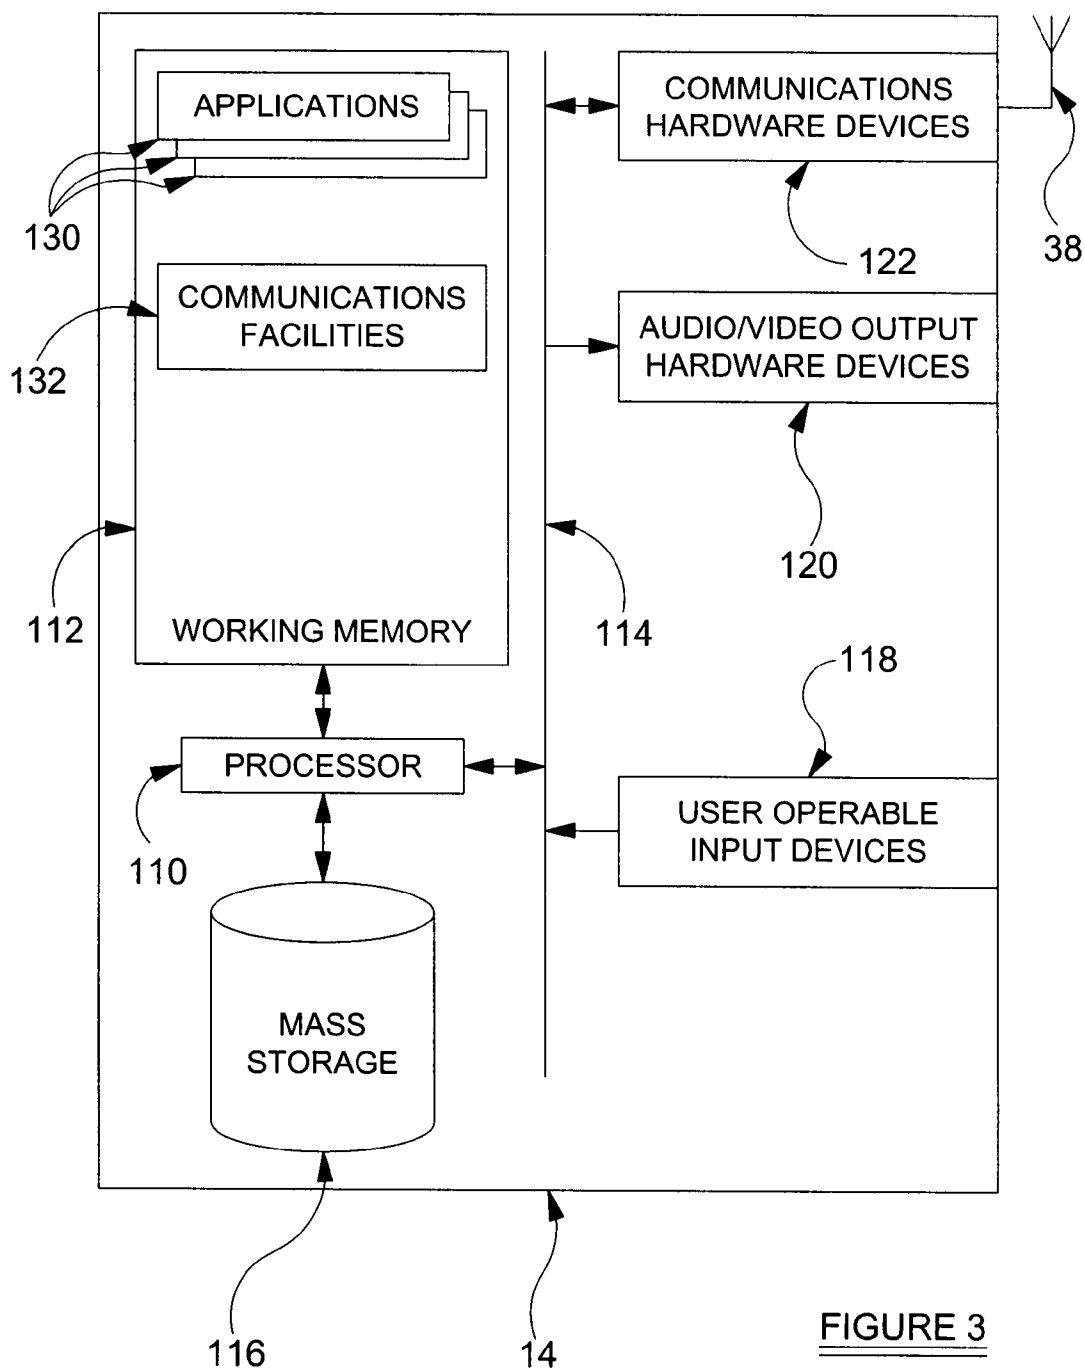 APPLICATIONS
COMMUNICATIONS
HARDWARE DEVICES
130
38
122
COMMUNICATIONS
FACILITIES
AUDIO/VIDEO OUTPUT
HARDWARE DEVICES
132
120
112
WORKING MEMORY
114
118
PROCESSOR
USER OPERABLE
INPUT DEVICES
110
MASS
STORAGE
116
14
FIGURE 3